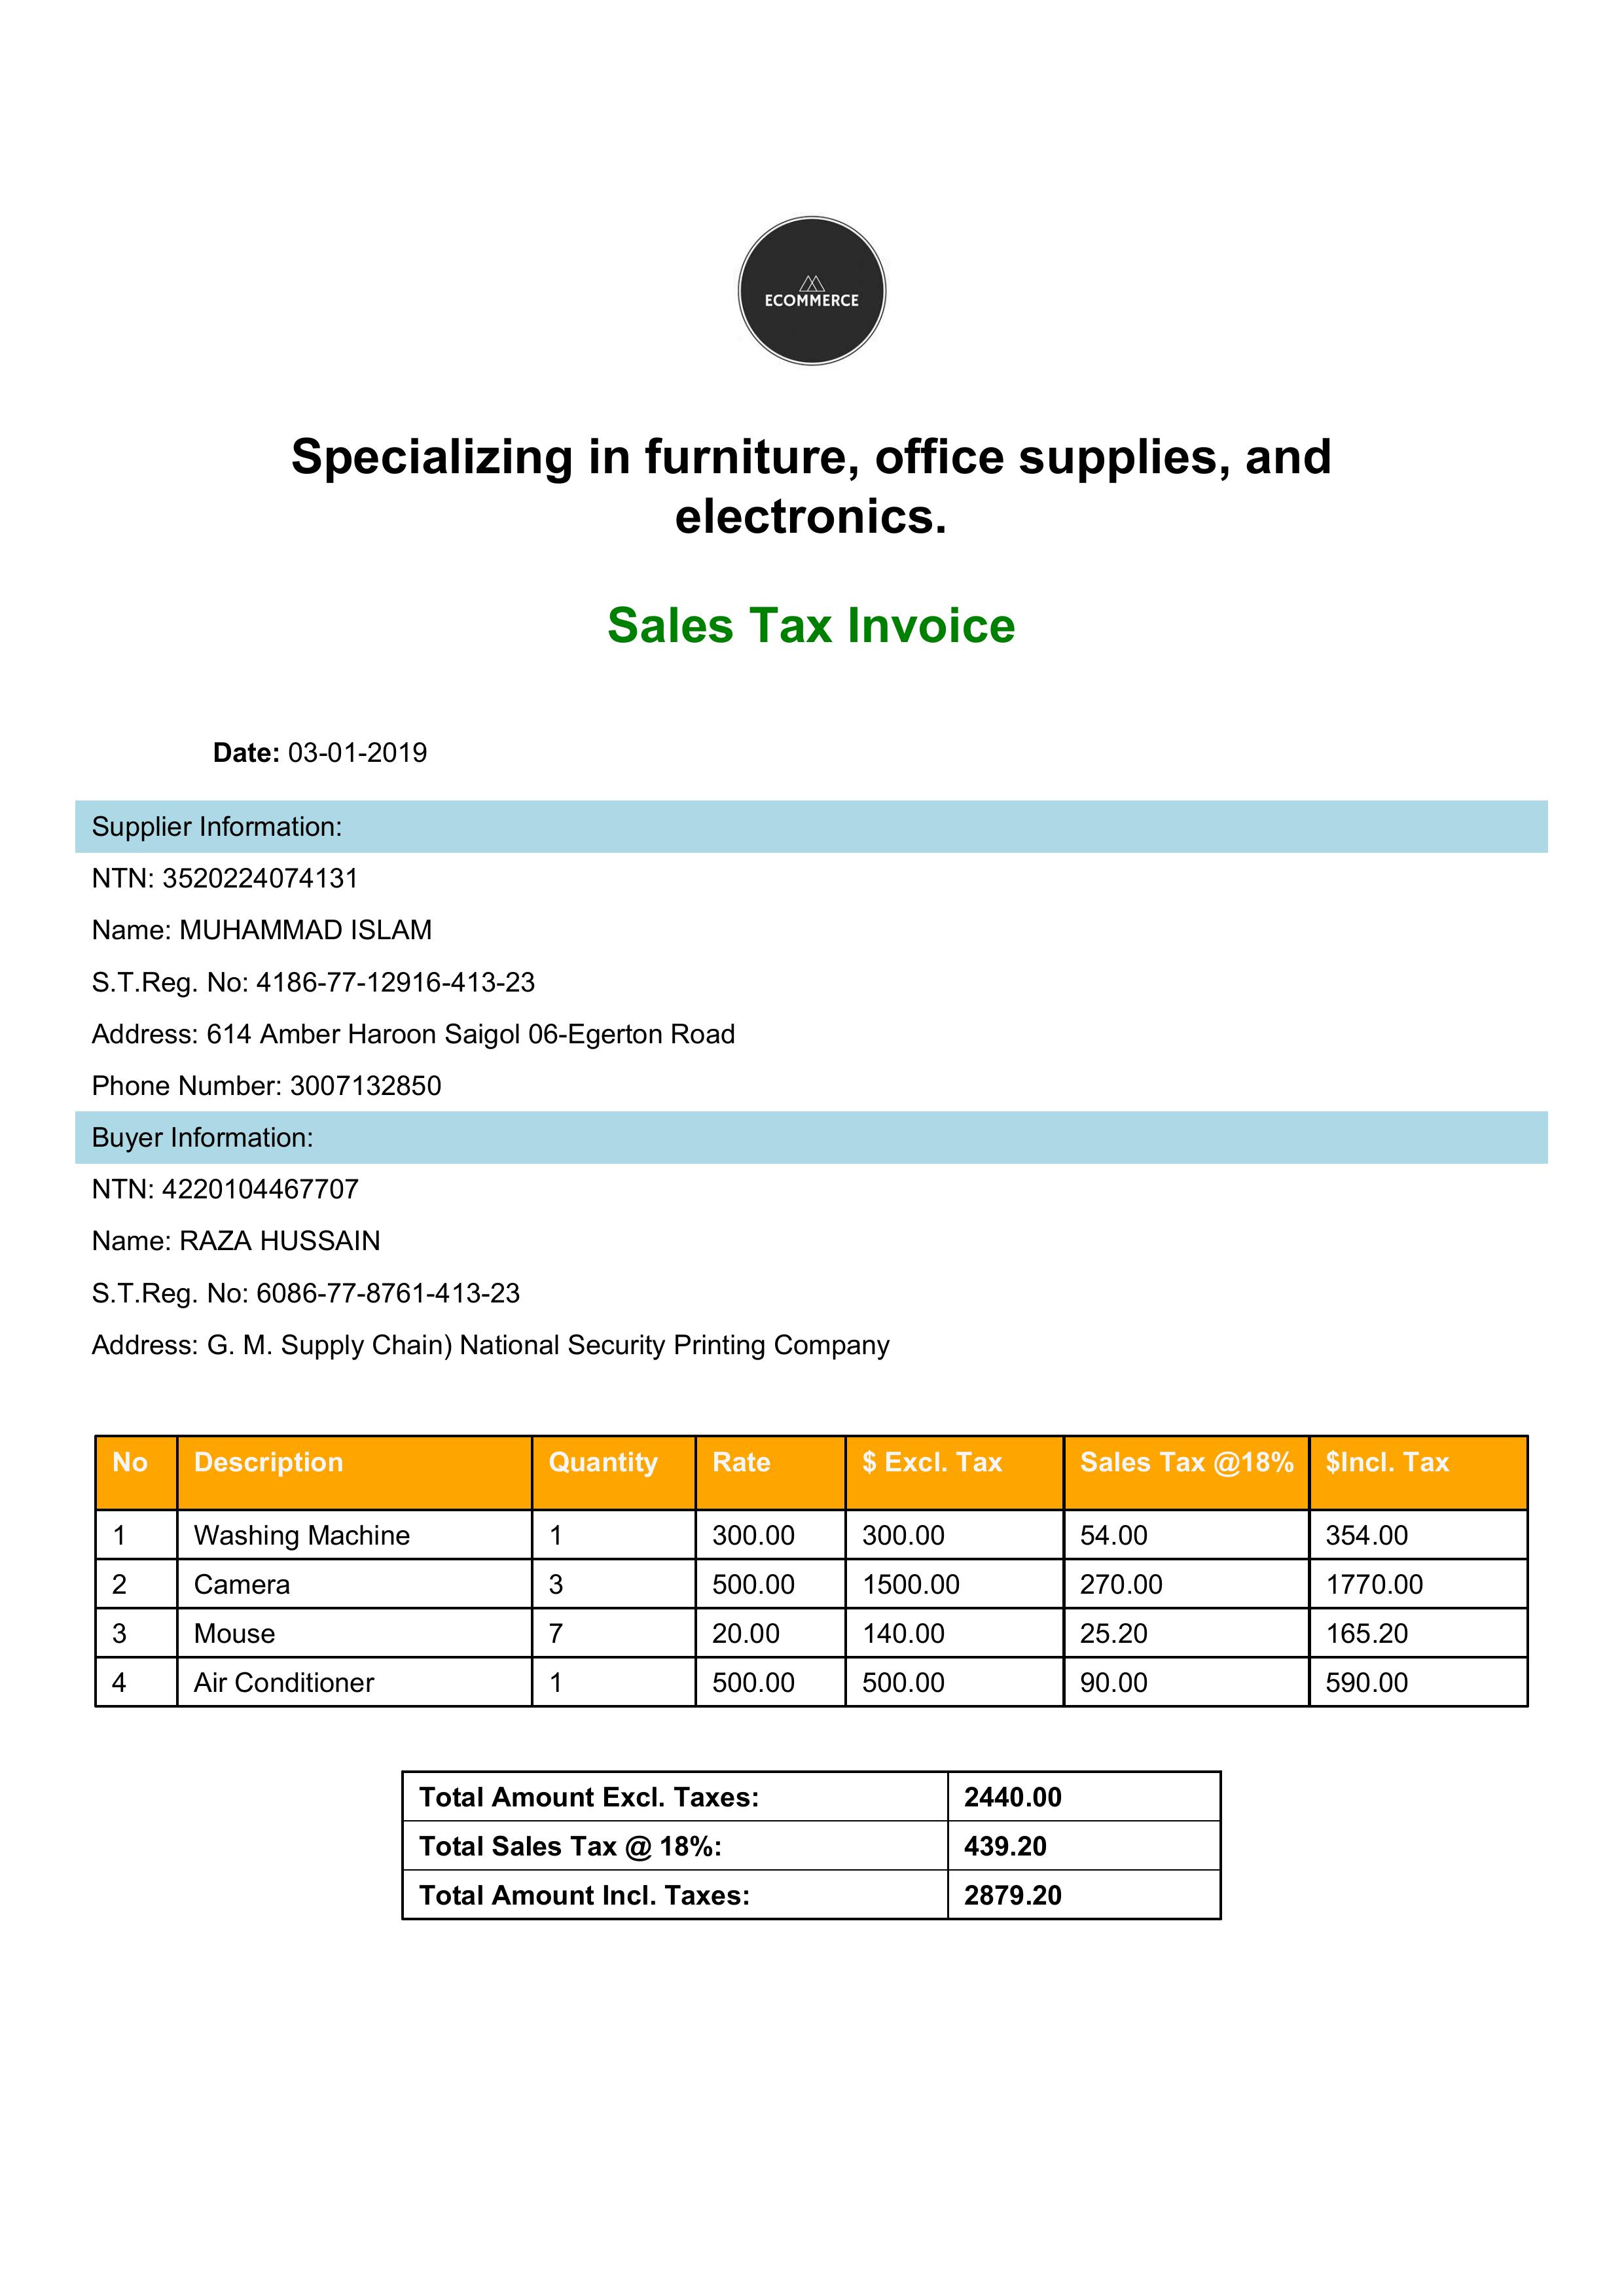 ECOMMERCE
Specializing in furniture, office supplies, and
electronics.
Sales Tax Invoice
Date: 03-01-2019
Supplier Information:
NTN: 3520224074131
Name: MUHAMMAD ISLAM
S.T.Reg. No: 4186-77-12916-413-23
Address: 614 Amber Haroon Saigol 06-Egerton Road
Phone Number: 3007132850
Buyer Information:
NTN: 4220104467707
Name: RAZA HUSSAIN
S.T.Reg. No: 6086-77-8761-413-23
Address: G. M. Supply Chain) National Security Printing Company
No Description Quantity Rate $ Excl. Tax Sales Tax @18% $Incl. Tax
1 Washing Machine 1 300.00 300.00 54.00 354.00
2 Camera 3 500.00 1500.00 270.00 1770.00
3 Mouse 7 20.00 140.00 25.20 165.20
4 Air Conditioner 1 500.00 500.00 90.00 590.00
Total Amount Excl. Taxes: 2440.00
Total Sales Tax @ 18%: 439.20
Total Amount Incl. Taxes: 2879.20